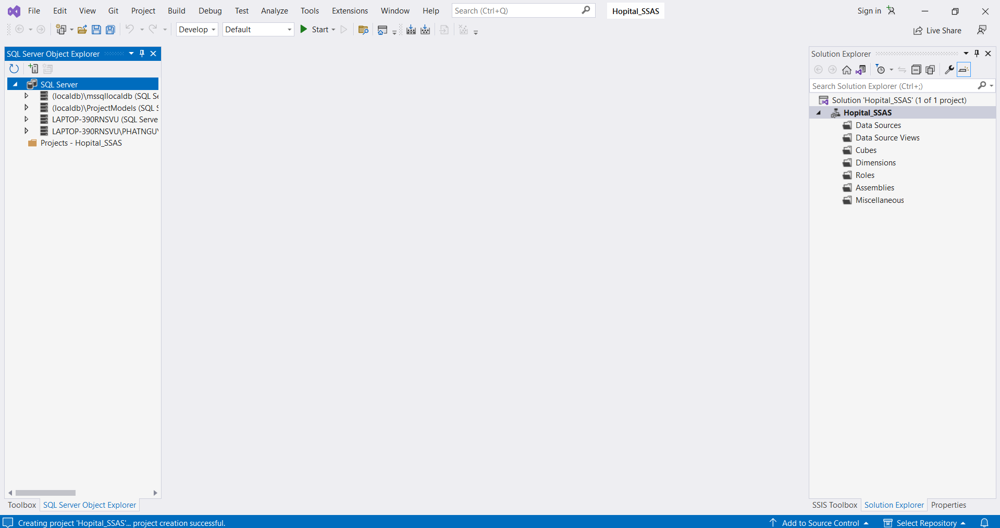 File Edit View Git Project Build Debug Test Analyze Tools Extensions Window Help Search (Ctrl+Q) Hopital_SSAS Sign in
Develop Default Start Live Share
SQL Server Object Explorer
SQL Server
(localdb)\mssqllocaldb (SQL Se
(localdb)\ProjectModels (SQL S
LAPTOP-390RNSVU (SQL Serve
LAPTOP-390RNSVU\PHATNGUY
Projects - Hopital_SSAS
Toolbox SQL Server Object Explorer
Solution Explorer
Search Solution Explorer (Ctrl+;)
Solution 'Hopital_SSAS' (1 of 1 project)
Hopital_SSAS
Data Sources
Data Source Views
Cubes
Dimensions
Roles
Assemblies
Miscellaneous
SSIS Toolbox Solution Explorer Properties
Creating project 'Hopital_SSAS'... project creation successful. Add to Source Control Select Repository